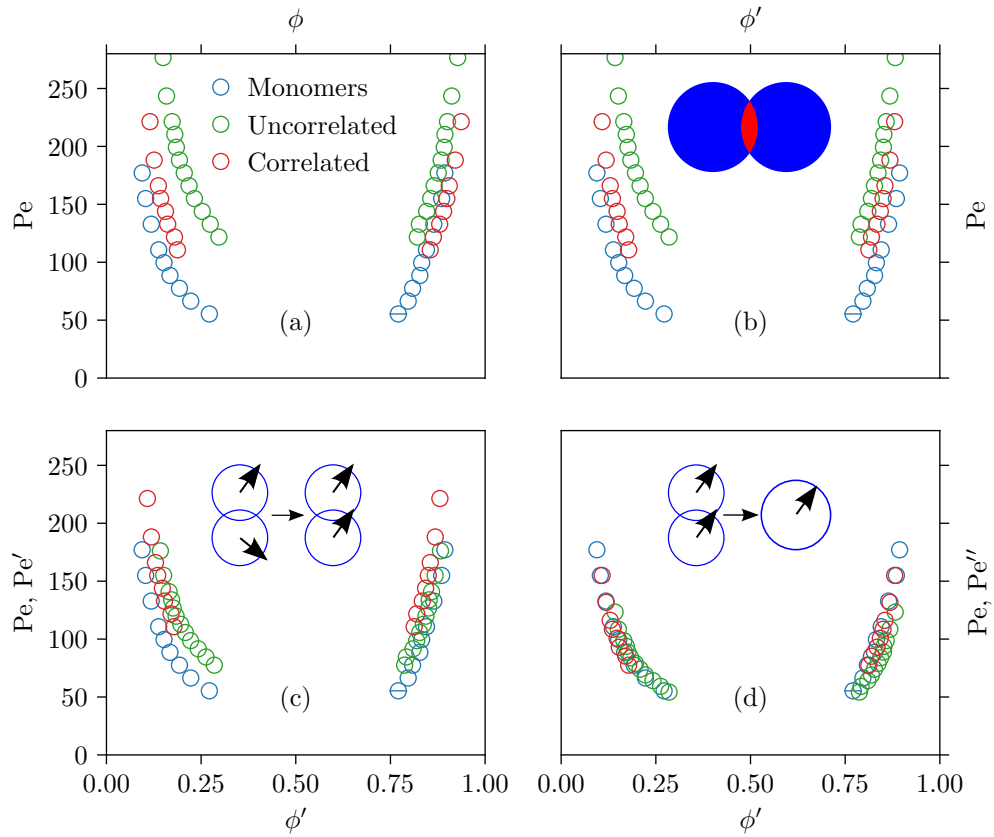 ϕ
ϕ′
250
200
150
100
50
0
Pe
Monomers
Uncorrelated
Correlated
(a)
(b)
Pe
250
200
150
100
50
0
Pe, Pe′
(c)
(d)
Pe, Pe′′
0.00 0.25 0.50 0.75 1.00
0.00 0.25 0.50 0.75 1.00
ϕ′
ϕ′